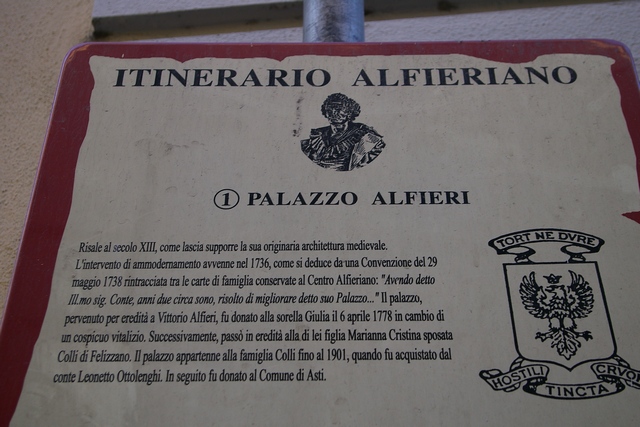 ITINERARIO ALFIERIANO
1 PALAZZO ALFIERI
Risale al secolo XIII, come lascia supporre la sua originaria architettura medievale.
L'intervento di ammodernamento avvenne nel 1736, come si deduce da una Convenzione del 29
maggio 1738 rintracciata tra le carte di famiglia conservate al Centro Alfieriano: "Avendo detto
Ill.mo sig. Conte, anni due circa sono, risolto di migliorare detto suo Palazzo..." Il palazzo,
pervenuto per eredità a Vittorio Alfieri, fu donato alla sorella Giulia il 6 aprile 1778 in cambio di
un cospicuo vitalizio. Successivamente, passò in eredità alla di lei figlia Marianna Cristina sposata
Colli di Felizzano. Il palazzo appartenne alla famiglia Colli fino al 1901, quando fu acquistato dal
conte Leonetto Ottolenghi. In seguito fu donato al Comune di Asti.
TORT NE DVRE
HOSTILI TINCTA CRVO